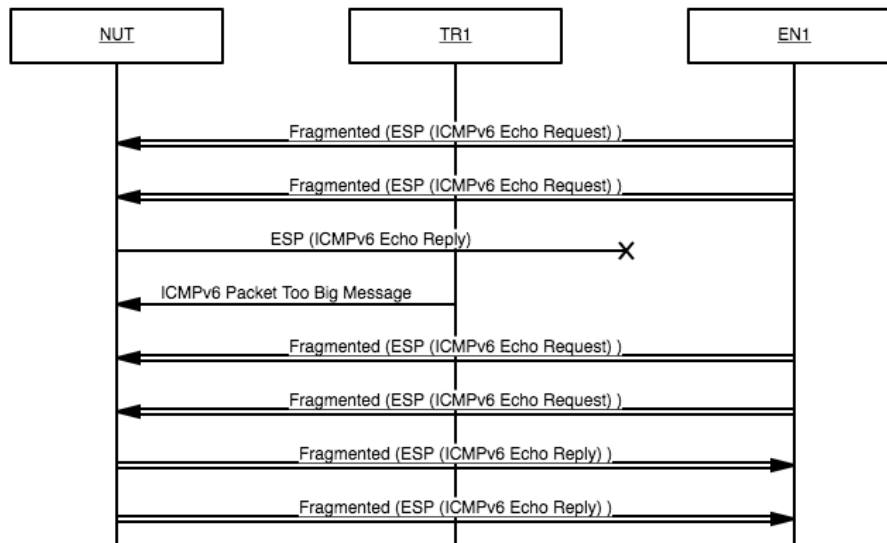 NUT
TR1
EN1
Fragmented (ESP (ICMPv6 Echo Request) )
Fragmented (ESP (ICMPv6 Echo Request) )
ESP (ICMPv6 Echo Reply)
ICMPv6 Packet Too Big Message
Fragmented (ESP (ICMPv6 Echo Request) )
Fragmented (ESP (ICMPv6 Echo Request) )
Fragmented (ESP (ICMPv6 Echo Reply) )
Fragmented (ESP (ICMPv6 Echo Reply) )